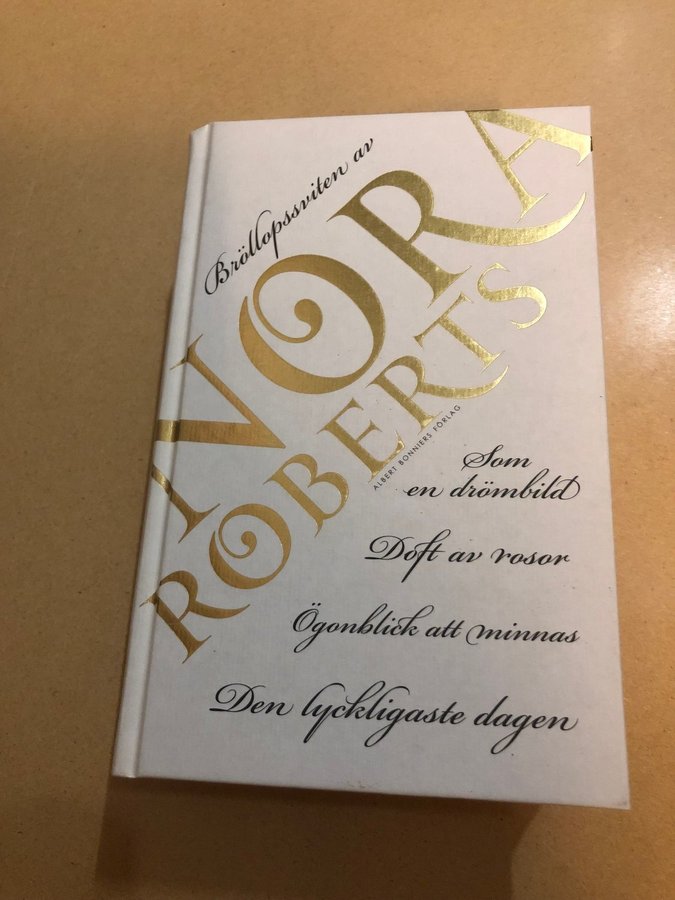 Bröllopssviten av
NORA
ROBERTS
ALBERT BONNIERS FÖRLAG
Som
en drömbild
Doft av rosor
Ögonblick att minnas
Den lyckligaste dagen